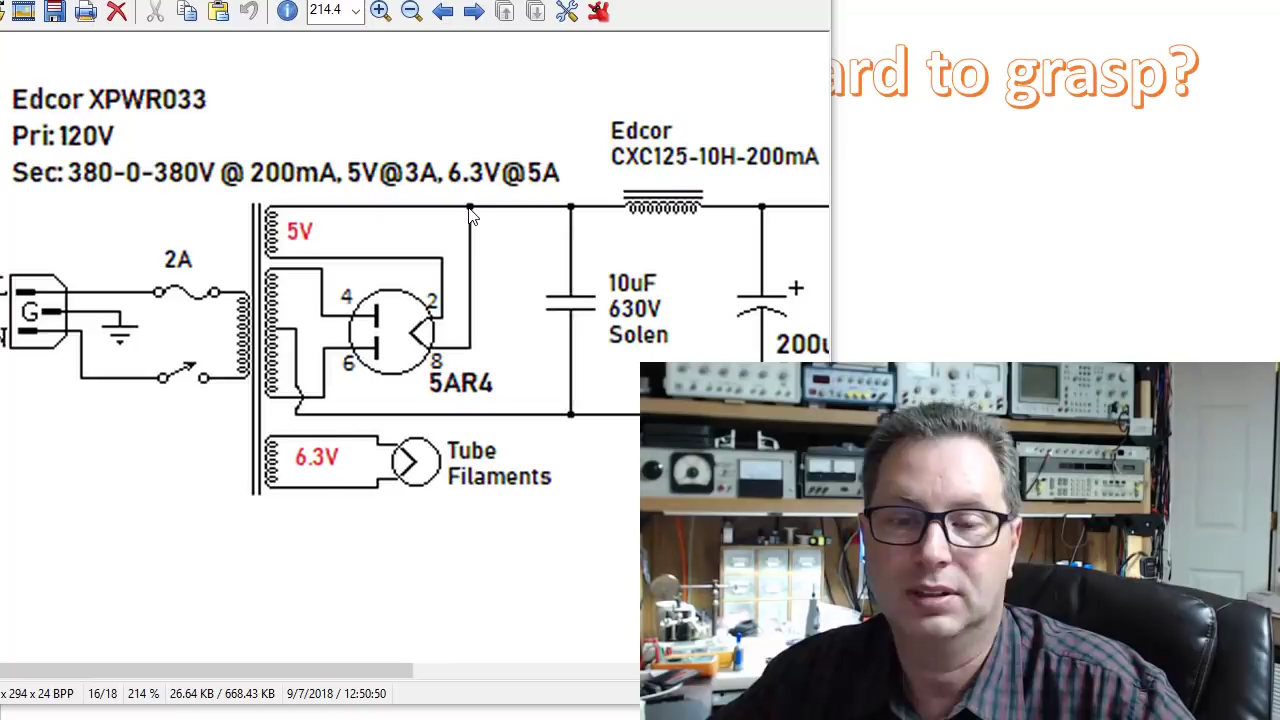 214.4
ard to grasp?
Edcor XPWR033
Pri: 120V
Sec: 380-0-380V @ 200mA, 5V@3A, 6.3V@5A
Edcor
CXC125-10H-200mA
5V
2A
G
4
2
6
8
5AR4
10uF
630V
Solen
+
200u
6.3V
Tube
Filaments
x 294 x 24 BPP
16/18
214 %
26.64 KB / 668.43 KB
9/7/2018 / 12:50:50